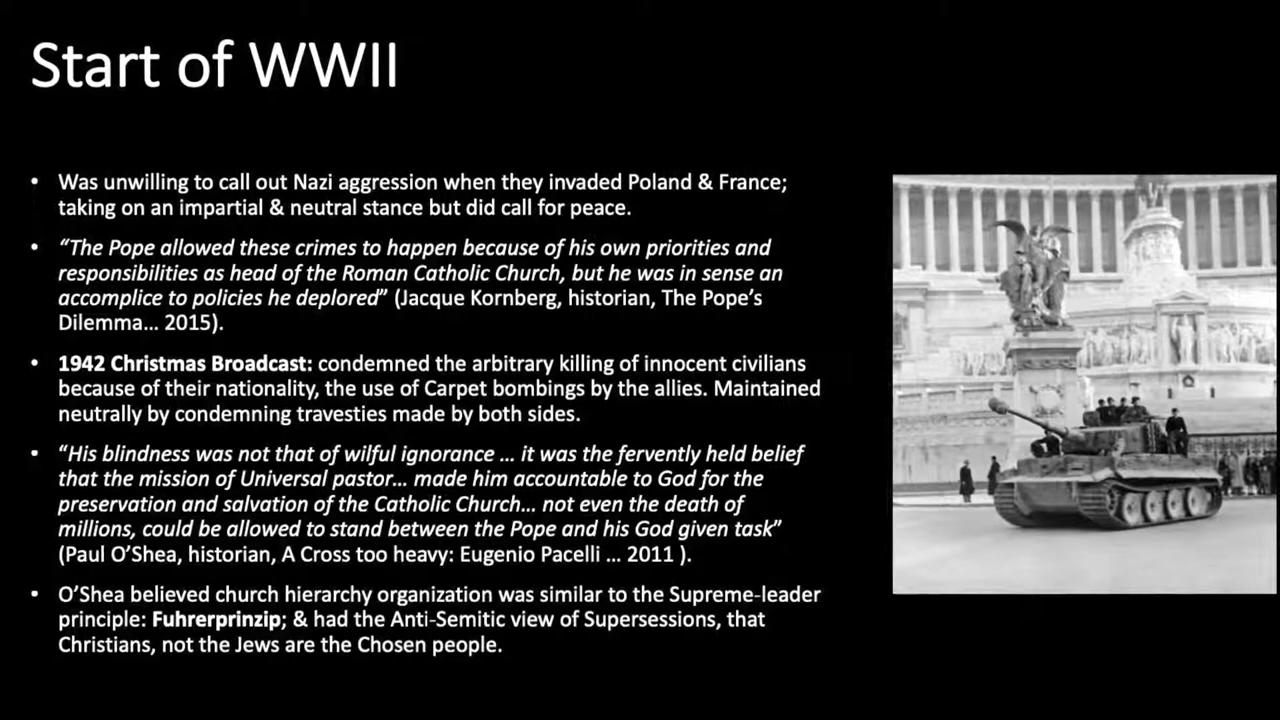 Start of WWII
• Was unwilling to call out Nazi aggression when they invaded Poland & France;
taking on an impartial & neutral stance but did call for peace.
• “The Pope allowed these crimes to happen because of his own priorities and
responsibilities as head of the Roman Catholic Church, but he was in sense an
accomplice to policies he deplored” (Jacque Kornberg, historian, The Pope’s
Dilemma… 2015).
• 1942 Christmas Broadcast: condemned the arbitrary killing of innocent civilians
because of their nationality, the use of Carpet bombings by the allies. Maintained
neutrally by condemning travesties made by both sides.
• “His blindness was not that of wilful ignorance … it was the fervently held belief
that the mission of Universal pastor… made him accountable to God for the
preservation and salvation of the Catholic Church… not even the death of
millions, could be allowed to stand between the Pope and his God given task”
(Paul O’Shea, historian, A Cross too heavy: Eugenio Pacelli … 2011 ).
• O’Shea believed church hierarchy organization was similar to the Supreme-leader
principle: Fuhrerprinzip; & had the Anti-Semitic view of Supersessions, that
Christians, not the Jews are the Chosen people.